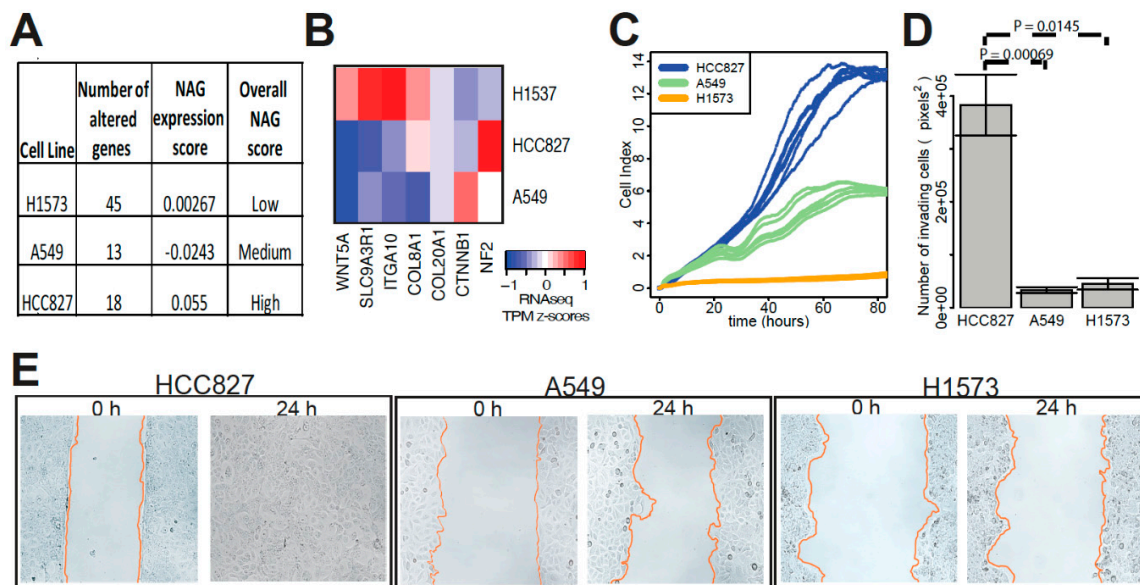 A
Cell Line Number of altered genes NAG expression score Overall NAG score
H1573 45 0.00267 Low
A549 13 -0.0243 Medium
HCC827 18 0.055 High
B
H1537
HCC827
A549
WNT5A
SLC9A3R1
ITGA10
COL8A1
COL20A1
CTNNB1
NF2
−1 0 1
RNAseq
TPM z-scores
C
Cell Index
14
12
10
8
6
4
2
0
HCC827
A549
H1573
0 20 40 60 80
time (hours)
D
P = 0.0145
P = 0.00069
Number of invading cells ( pixels²)
4e+05
2e+05
0e+00
HCC827 A549 H1573
E
HCC827 A549 H1573
0 h 24 h 0 h 24 h 0 h 24 h